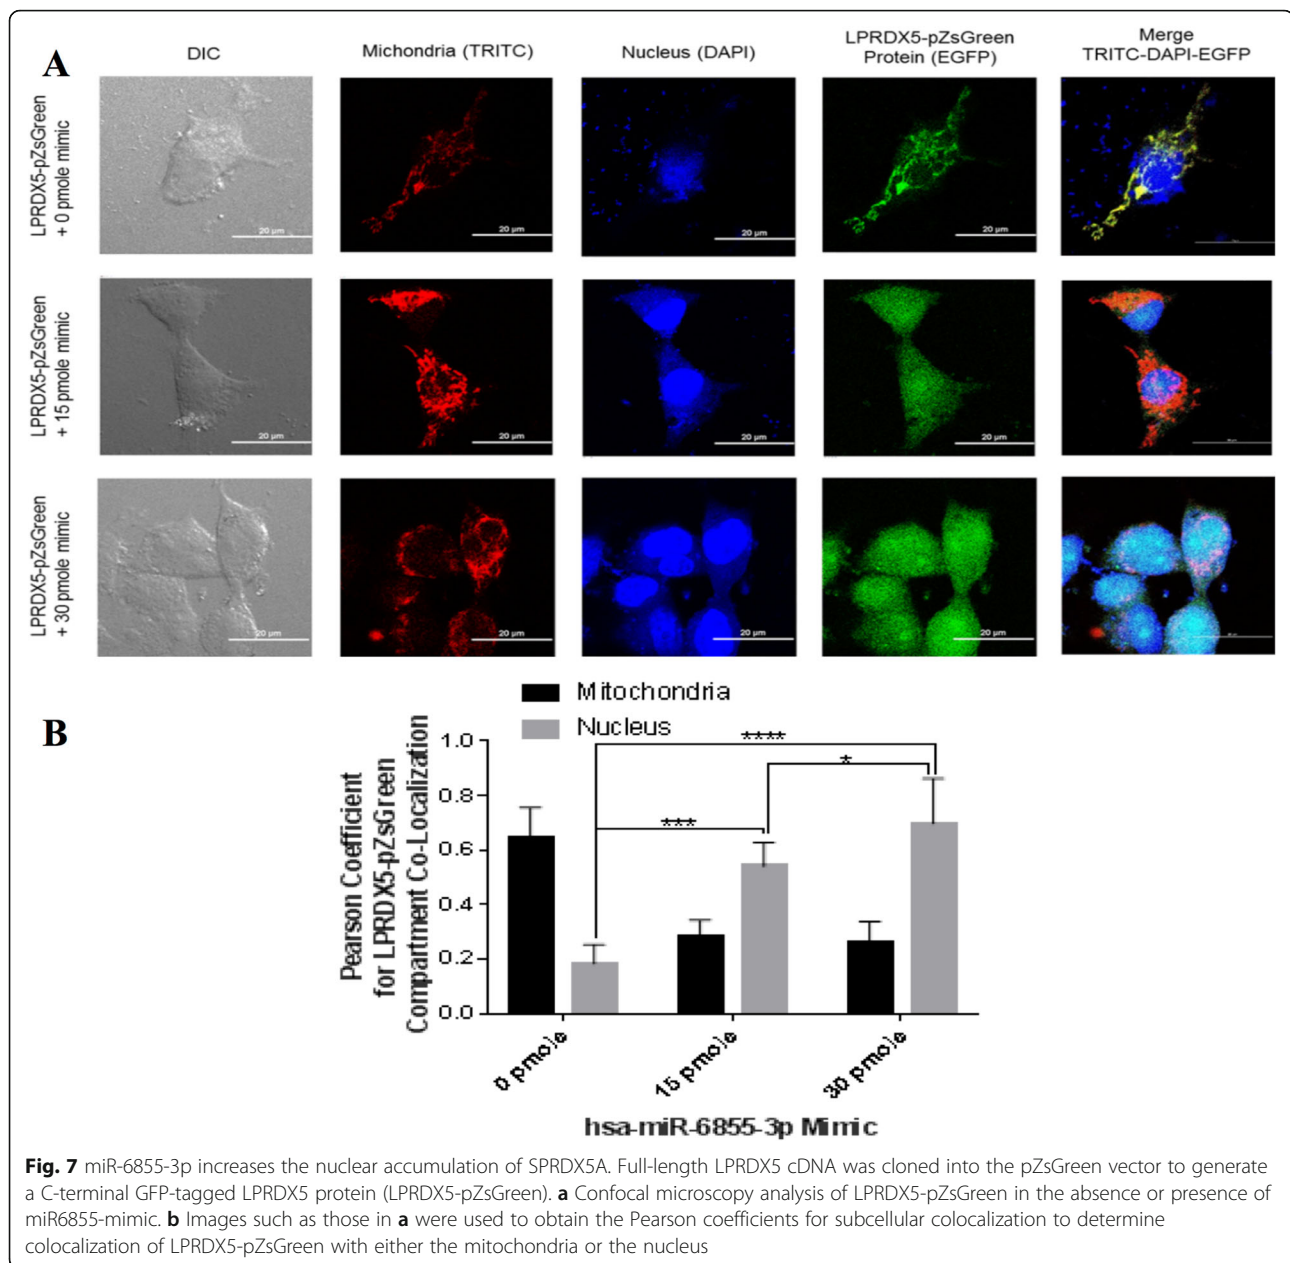 A
DIC
Michondria (TRITC)
Nucleus (DAPI)
LPRDX5-pZsGreen
Protein (EGFP)
Merge
TRITC-DAPI-EGFP
LPRDX5-pZsGreen
+ 0 pmole mimic
20 µm
20 µm
20 µm
20 µm
LPRDX5-pZsGreen
+ 15 pmole mimic
20 µm
20 µm
20 µm
20 µm
LPRDX5-pZsGreen
+ 30 pmole mimic
20 µm
20 µm
20 µm
20 µm
B
Mitochondria
Nucleus
Pearson Coefficient
for LPRDX5-pZsGreen
Compartment Co-Localization
1.0
0.8
0.6
0.4
0.2
0.0
****
*
***
0 pmole
15 pmole
30 pmole
hsa-miR-6855-3p Mimic
Fig. 7 miR-6855-3p increases the nuclear accumulation of SPRDX5A. Full-length LPRDX5 cDNA was cloned into the pZsGreen vector to generate
a C-terminal GFP-tagged LPRDX5 protein (LPRDX5-pZsGreen). a Confocal microscopy analysis of LPRDX5-pZsGreen in the absence or presence of
miR6855-mimic. b Images such as those in a were used to obtain the Pearson coefficients for subcellular colocalization to determine
colocalization of LPRDX5-pZsGreen with either the mitochondria or the nucleus